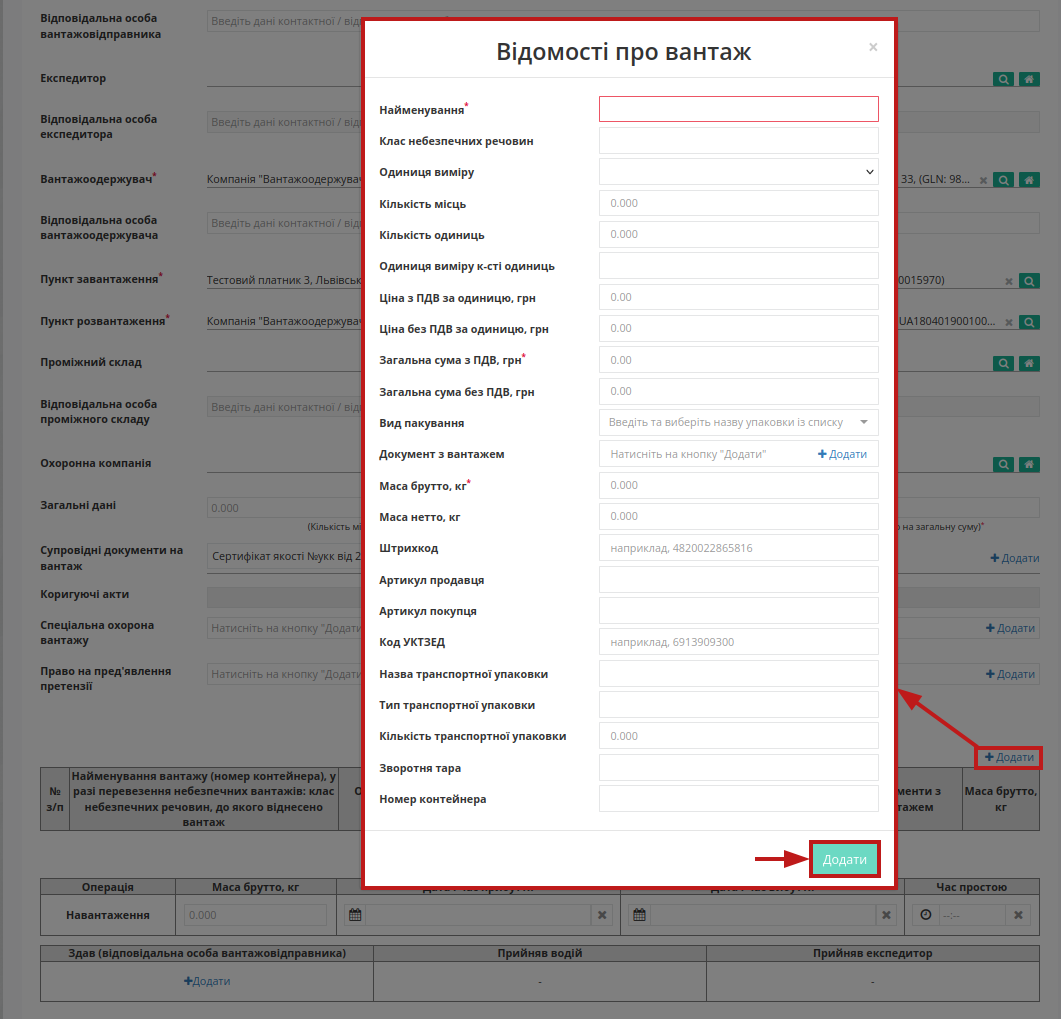 Відповідальна особа
вантажовідправника
Введіть дані контактної / відп
Експедитор
Відповідальна особа
експедитора
Введіть дані контактної / відп
Вантажоодержувач*
Компанія "Вантажоодержувач
33, (GLN: 98...
Відповідальна особа
вантажоодержувача
Введіть дані контактної / відп
Пункт завантаження*
Тестовий платник 3, Львівськ
0015970)
Пункт розвантаження*
Компанія "Вантажоодержувач
UA180401900100...
Проміжний склад
Відповідальна особа
проміжного складу
Введіть дані контактної / відп
Охоронна компанія
Загальні дані
0.000
(Кількість мі
о на загальну суму)*
Супровідні документи на
вантаж
Сертифікат якості №укк від 2
Додати
Коригуючі акти
Спеціальна охорона
вантажу
Натисніть на кнопку "Додати
Додати
Право на пред'явлення
претензії
Натисніть на кнопку "Додати
Додати
Відомості про вантаж
×
Найменування*
Клас небезпечних речовин
Одиниця виміру
Кількість місць 0.000
Кількість одиниць 0.000
Одиниця виміру к-сті одиниць
Ціна з ПДВ за одиницю, грн 0.00
Ціна без ПДВ за одиницю, грн 0.00
Загальна сума з ПДВ, грн* 0.00
Загальна сума без ПДВ, грн 0.00
Вид пакування Введіть та виберіть назву упаковки із списку
Документ з вантажем Натисніть на кнопку "Додати" Додати
Маса брутто, кг* 0.000
Маса нетто, кг 0.000
Штрихкод наприклад, 4820022865816
Артикул продавця
Артикул покупця
Код УКТЗЕД наприклад, 6913909300
Назва транспортної упаковки
Тип транспортної упаковки
Кількість транспортної упаковки 0.000
Зворотня тара
Номер контейнера
Додати
Додати
№
з/п
Найменування вантажу (номер контейнера), у
разі перевезення небезпечних вантажів: клас
небезпечних речовин, до якого віднесено
вантаж
О
менти з
тажем
Маса брутто,
кг
Операція Маса брутто, кг Час простою
Навантаження 0.000 --:--
Здав (відповідальна особа вантажовідправника) Прийняв водій Прийняв експедитор
Додати - -